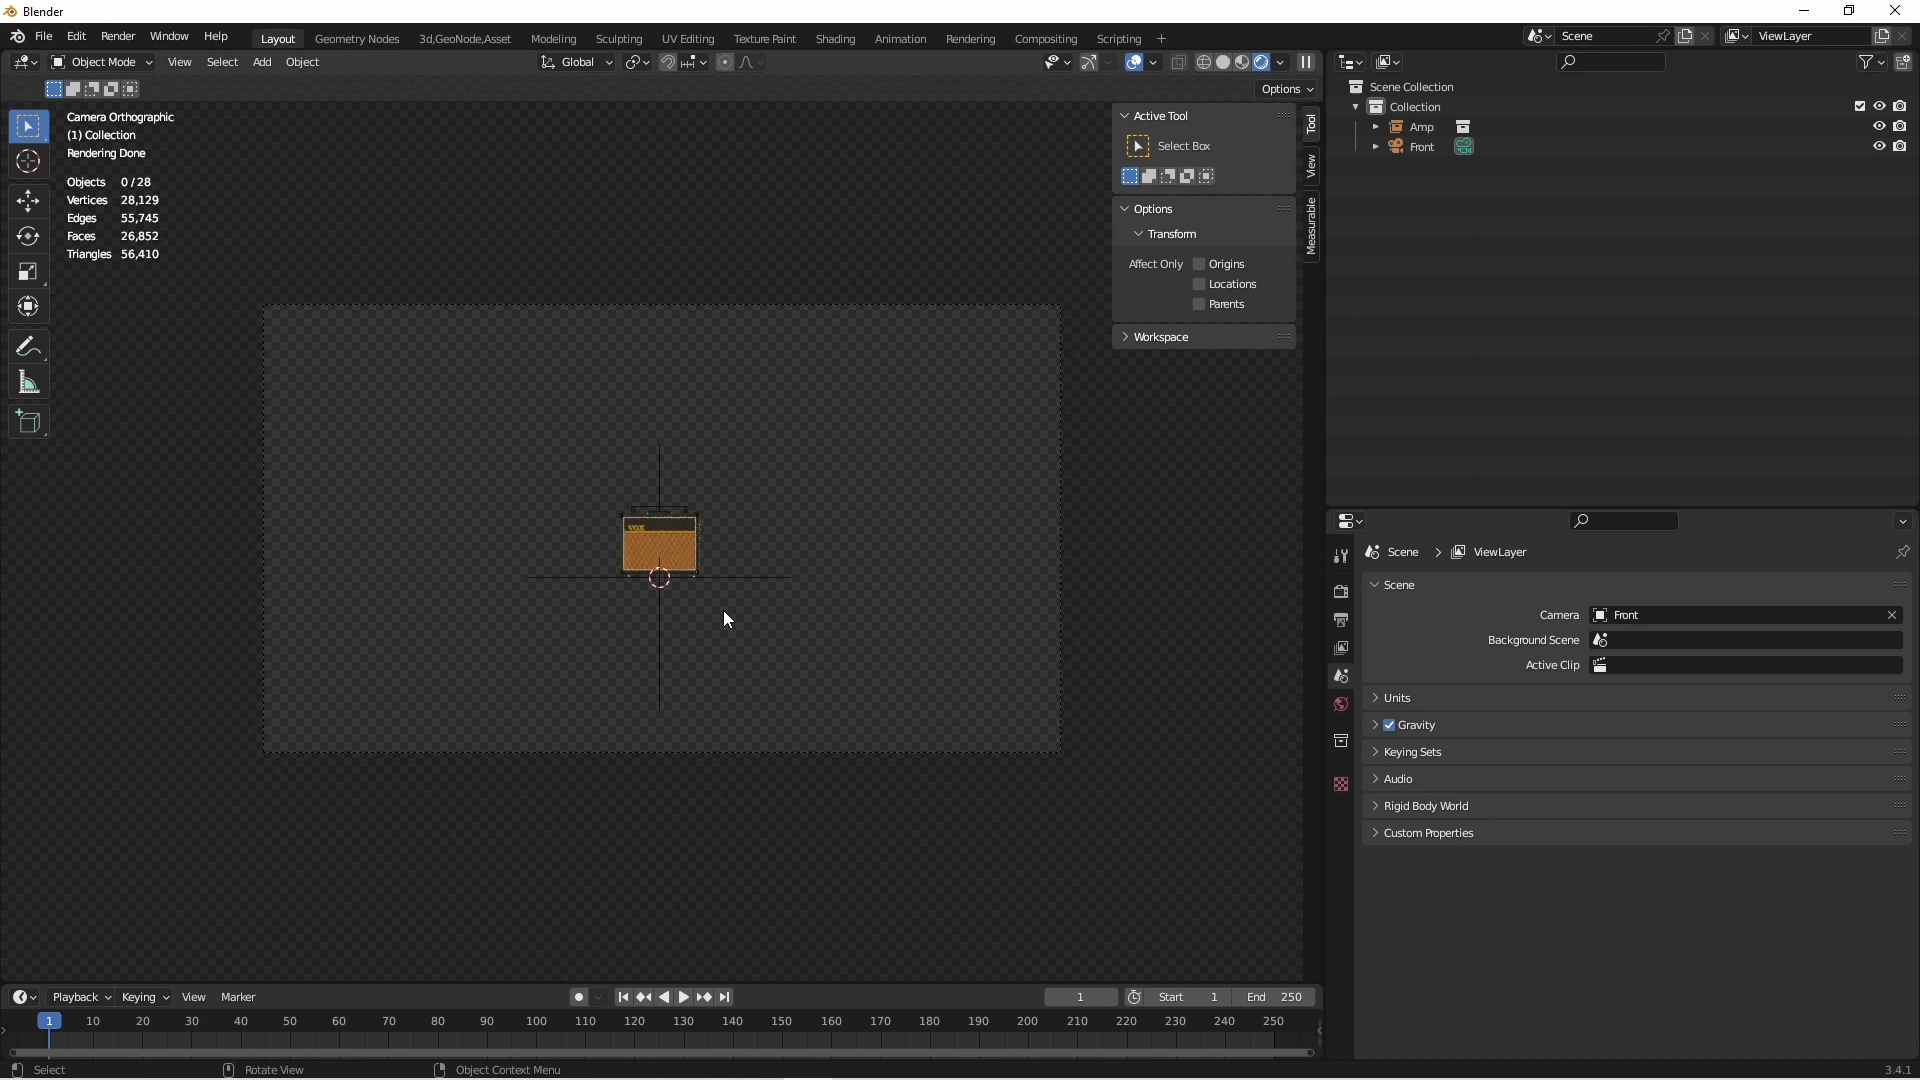 Blender
File Edit Render Window Help
Layout Geometry Nodes 3d,GeoNode,Asset Modeling Sculpting UV Editing Texture Paint Shading Animation Rendering Compositing Scripting +
Scene
ViewLayer
Object Mode View Select Add Object
Global
Options
Camera Orthographic
(1) Collection
Rendering Done
Objects 0/28
Vertices 28,129
Edges 55,745
Faces 26,852
Triangles 56,410
Active Tool
Select Box
Options
Transform
Affect Only Origins
Locations
Parents
Workspace
Tool
View
Measurable
VOX
Scene Collection
Collection
Amp
Front
Scene ViewLayer
Scene
Camera Front
Background Scene
Active Clip
Units
Gravity
Keying Sets
Audio
Rigid Body World
Custom Properties
Playback Keying View Marker
1 Start 1 End 250
1 10 20 30 40 50 60 70 80 90 100 110 120 130 140 150 160 170 180 190 200 210 220 230 240 250
Select Rotate View Object Context Menu
3.4.1